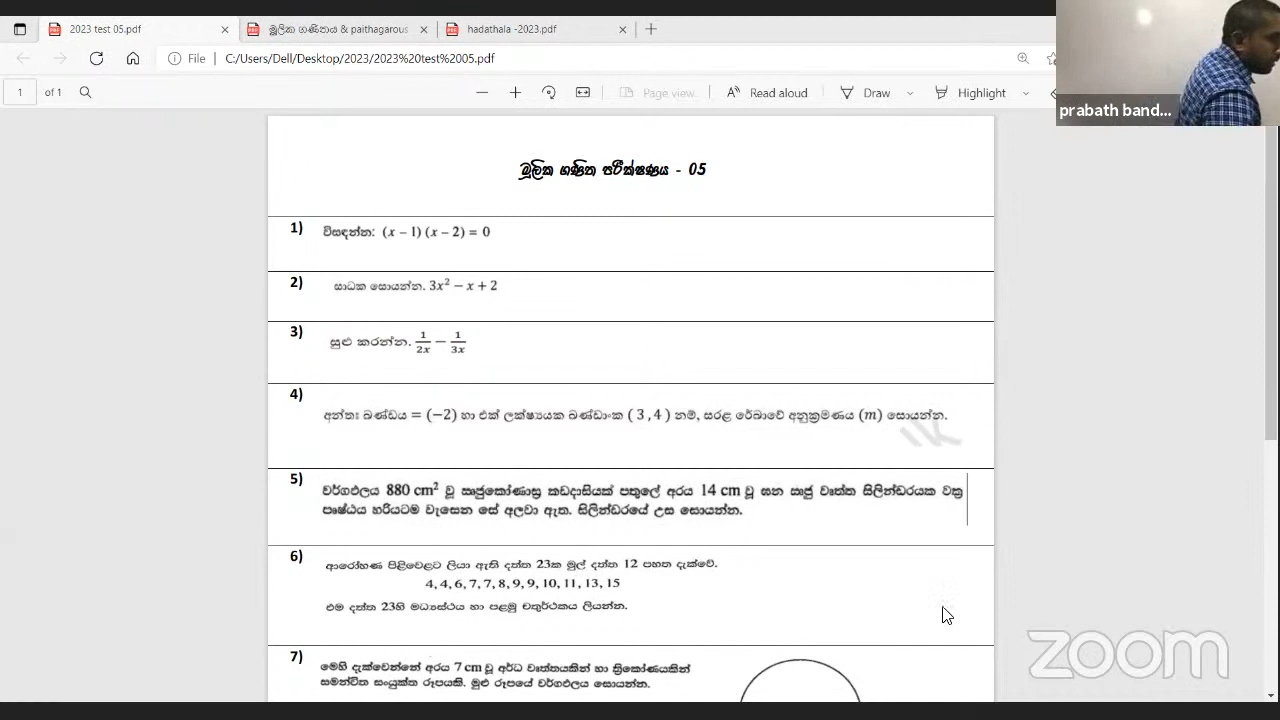 2023 test 05.pdf
මූලික ගණිතය & paithagarous
hadathala -2023.pdf
File
C:/Users/Dell/Desktop/2023/2023%20test%2005.pdf
1 of 1
Page view
Read aloud
Draw
Highlight
prabath band...
මූලික ගණිත පරීක්ෂණය - 05
1) විසඳන්න: (x – 1) (x – 2) = 0
2) සාධක සොයන්න. 3x² − x + 2
3) සුළු කරන්න. 1/2x − 1/3x
4) අන්තඃ ඛණ්ඩය = (−2) හා එක් ලක්ෂ්‍යයක ඛණ්ඩාංක ( 3 , 4 ) නම්, සරළ රේඛාවේ අනුක්‍රමණය (m) සොයන්න.
5) වර්ගඵලය 880 cm² වූ ඍජුකෝණාස්‍ර කඩදාසියක් පතුලේ අරය 14 cm වූ ඝන ඍජු වෘත්ත සිලින්ඩරයක වක්‍ර
පෘෂ්ඨය හරියටම වැසෙන සේ අලවා ඇත. සිලින්ඩරයේ උස සොයන්න.
6) ආරෝහණ පිළිවෙළට ලියා ඇති දත්ත 23ක මුල් දත්ත 12 පහත දැක්වේ.
4, 4, 6, 7, 7, 8, 9, 9, 10, 11, 13, 15
එම දත්ත 23හි මධ්‍යස්ථය හා පළමු චතුර්ථකය ලියන්න.
7) මෙහි දැක්වෙන්නේ අරය 7 cm වූ අර්ධ වෘත්තයකින් හා ත්‍රිකෝණයකින්
සමන්විත සංයුක්ත රූපයකි. මුළු රූපයේ වර්ගඵලය සොයන්න.
zoom